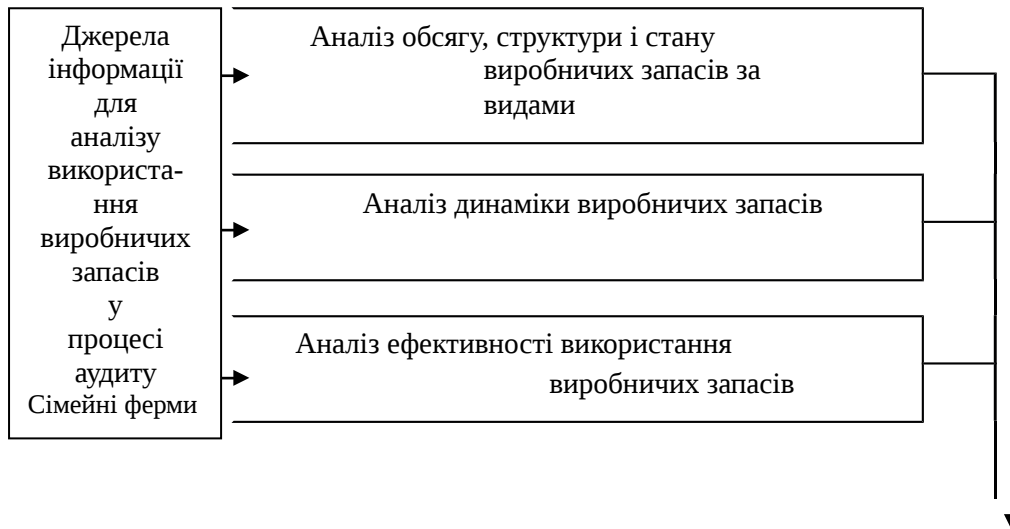 Джерела
інформації
для
аналізу
використа-
ння
виробничих
запасів
у
процесі
аудиту
Сімейні ферми
Аналіз обсягу, структури і стану
виробничих запасів за
видами
Аналіз динаміки виробничих запасів
Аналіз ефективності використання
виробничих запасів